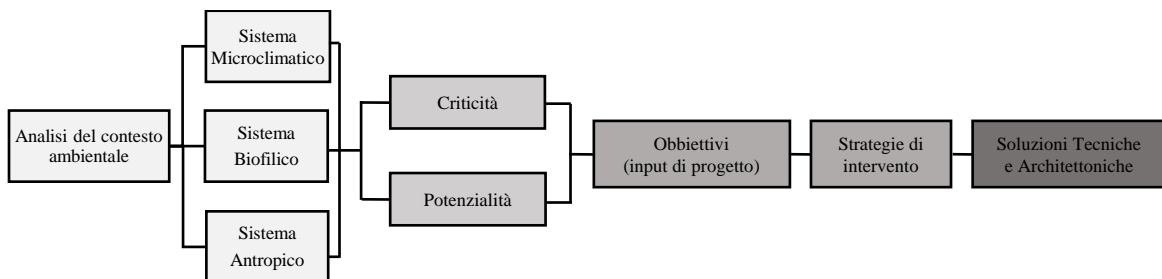 Analisi del contesto
ambientale
Sistema
Microclimatico
Sistema
Biofilico
Sistema
Antropico
Criticità
Potenzialità
Obbiettivi
(input di progetto)
Strategie di
intervento
Soluzioni Tecniche
e Architettoniche